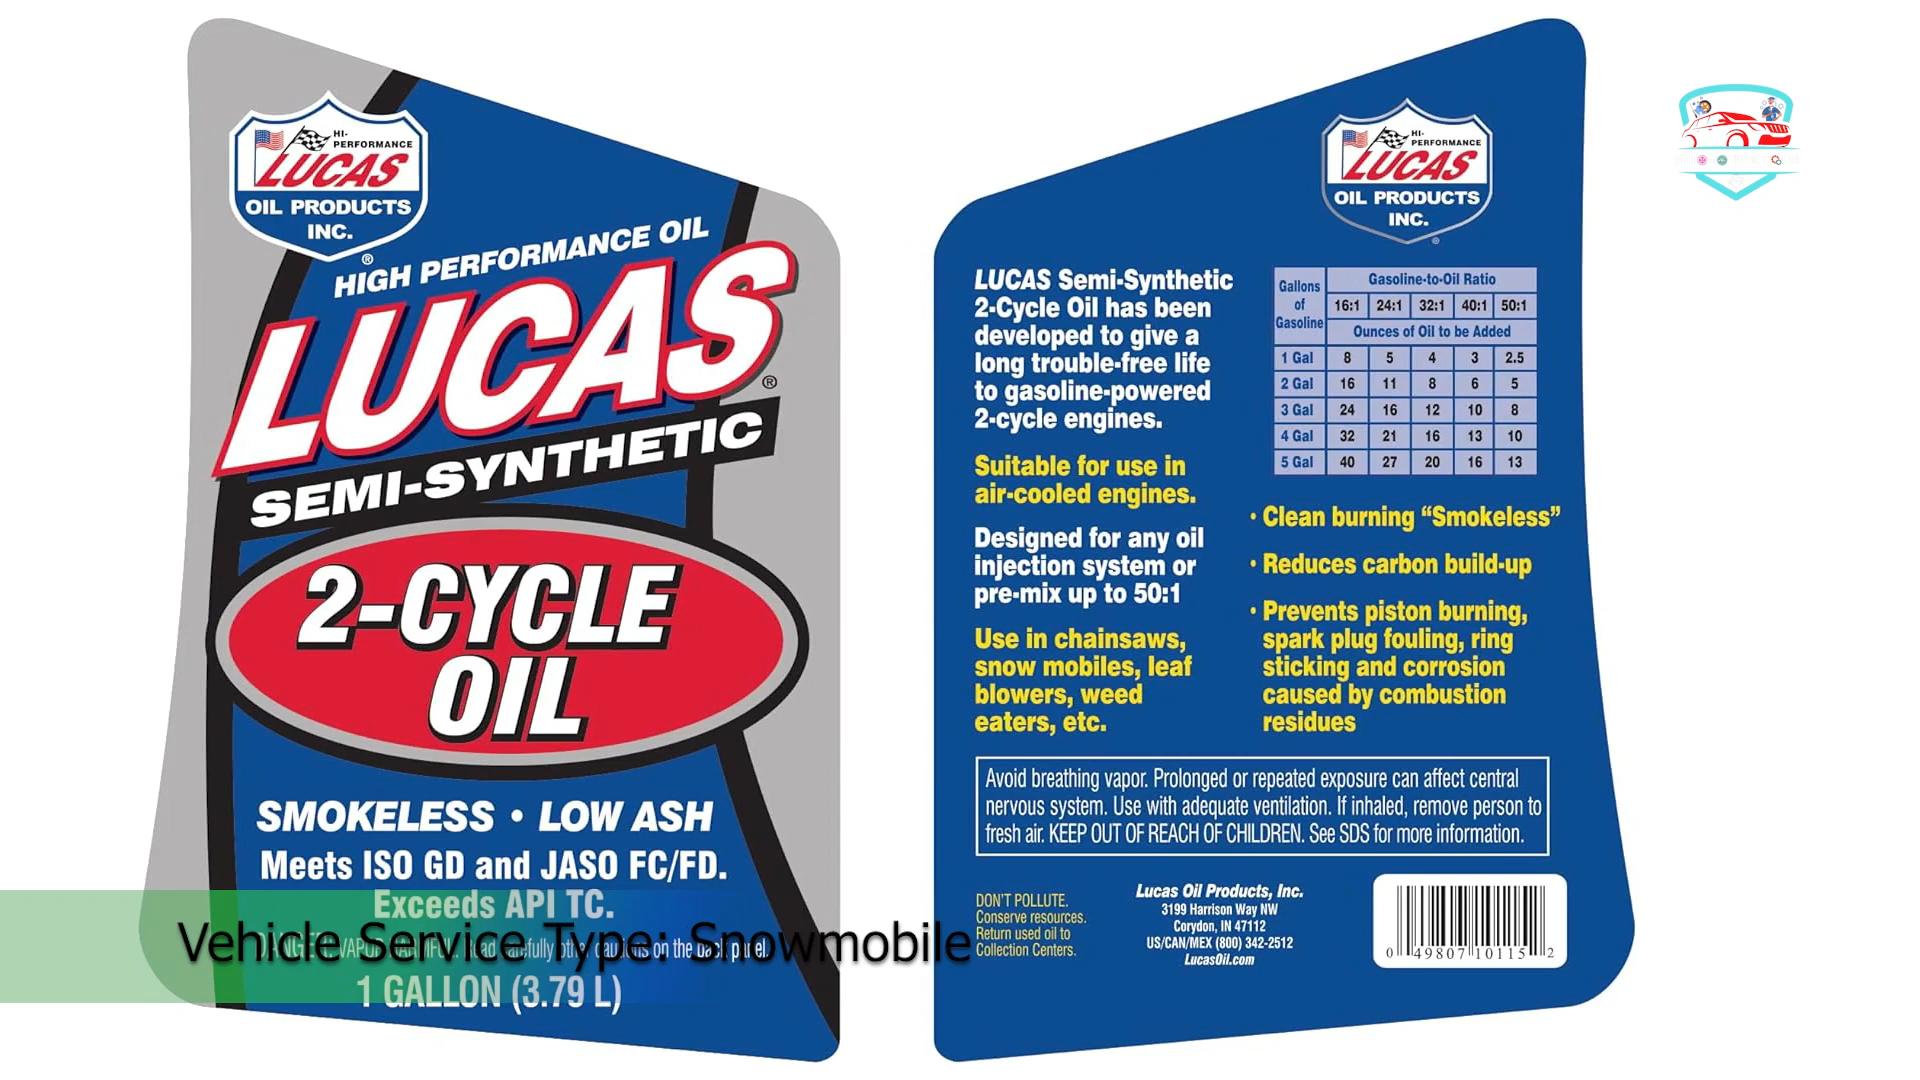 HI-
PERFORMANCE
LUCAS
OIL PRODUCTS
INC.
®
HIGH PERFORMANCE OIL
LUCAS
®
SEMI-SYNTHETIC
2-CYCLE
OIL
SMOKELESS • LOW ASH
Meets ISO GD and JASO FC/FD.
Exceeds API TC.
DANGER: VAPOR HARMFUL. Read carefully other cautions on the back panel.
Vehicle Service Type: Snowmobile
1 GALLON (3.79 L)
HI-
PERFORMANCE
LUCAS
OIL PRODUCTS
INC.
®
LUCAS Semi-Synthetic
2-Cycle Oil has been
developed to give a
long trouble-free life
to gasoline-powered
2-cycle engines.
Suitable for use in
air-cooled engines.
Designed for any oil
injection system or
pre-mix up to 50:1
Use in chainsaws,
snow mobiles, leaf
blowers, weed
eaters, etc.
Gallons
of
Gasoline
Gasoline-to-Oil Ratio
16:1 24:1 32:1 40:1 50:1
Ounces of Oil to be Added
1 Gal 8 5 4 3 2.5
2 Gal 16 11 8 6 5
3 Gal 24 16 12 10 8
4 Gal 32 21 16 13 10
5 Gal 40 27 20 16 13
• Clean burning “Smokeless”
• Reduces carbon build-up
• Prevents piston burning,
spark plug fouling, ring
sticking and corrosion
caused by combustion
residues
Avoid breathing vapor. Prolonged or repeated exposure can affect central
nervous system. Use with adequate ventilation. If inhaled, remove person to
fresh air. KEEP OUT OF REACH OF CHILDREN. See SDS for more information.
DON'T POLLUTE.
Conserve resources.
Return used oil to
Collection Centers.
Lucas Oil Products, Inc.
3199 Harrison Way NW
Corydon, IN 47112
US/CAN/MEX (800) 342-2512
LucasOil.com
0 49807 10115 2